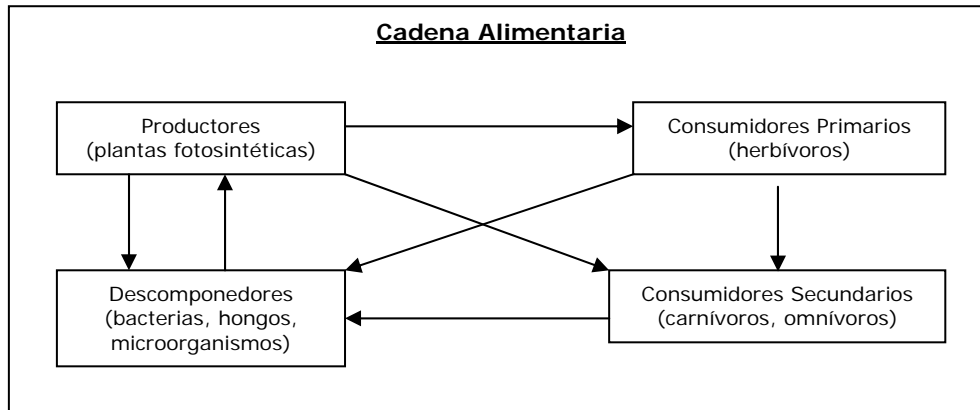 Cadena Alimentaria
Productores
(plantas fotosintéticas)
Consumidores Primarios
(herbívoros)
Descomponedores
(bacterias, hongos,
microorganismos)
Consumidores Secundarios
(carnívoros, omnívoros)